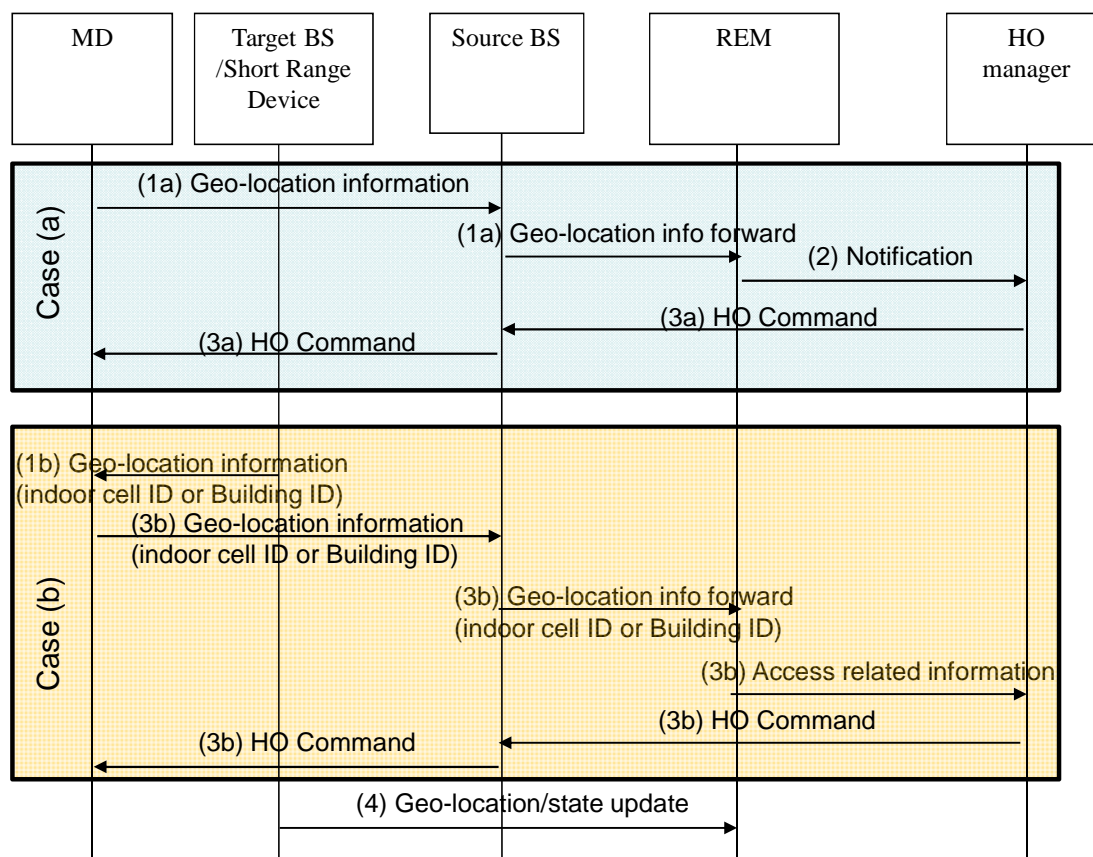 MD
Target BS
/Short Range
Device
Source BS
REM
HO
manager
Case (a)
(1a) Geo-location information
(1a) Geo-location info forward
(2) Notification
(3a) HO Command
(3a) HO Command
Case (b)
(1b) Geo-location information
(indoor cell ID or Building ID)
(3b) Geo-location information
(indoor cell ID or Building ID)
(3b) Geo-location info forward
(indoor cell ID or Building ID)
(3b) Access related information
(3b) HO Command
(3b) HO Command
(4) Geo-location/state update